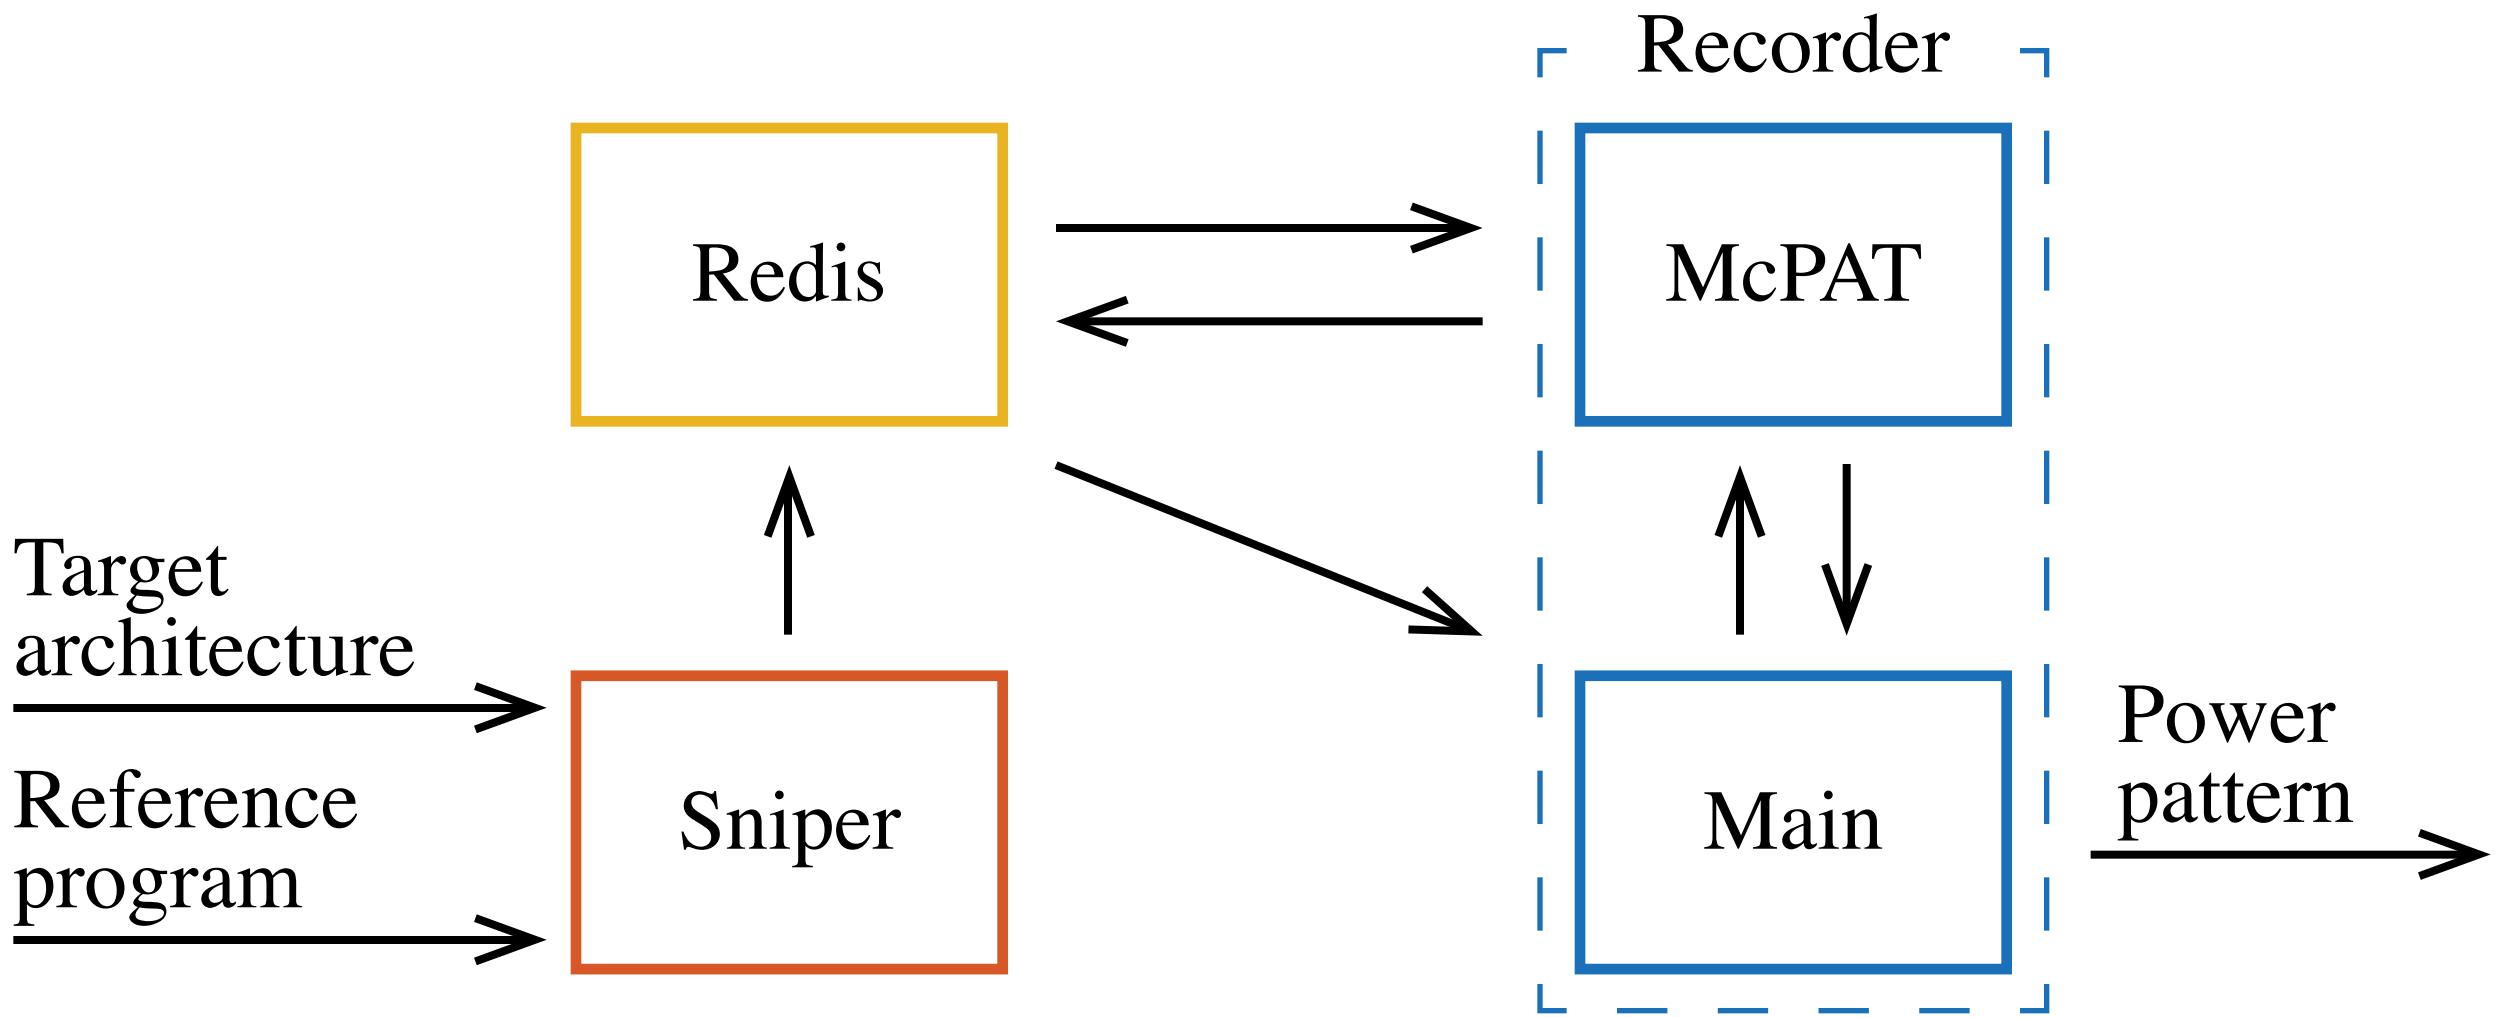 Recorder
Redis
McPAT
Target
architecture
Reference
program
Sniper
Main
Power
pattern